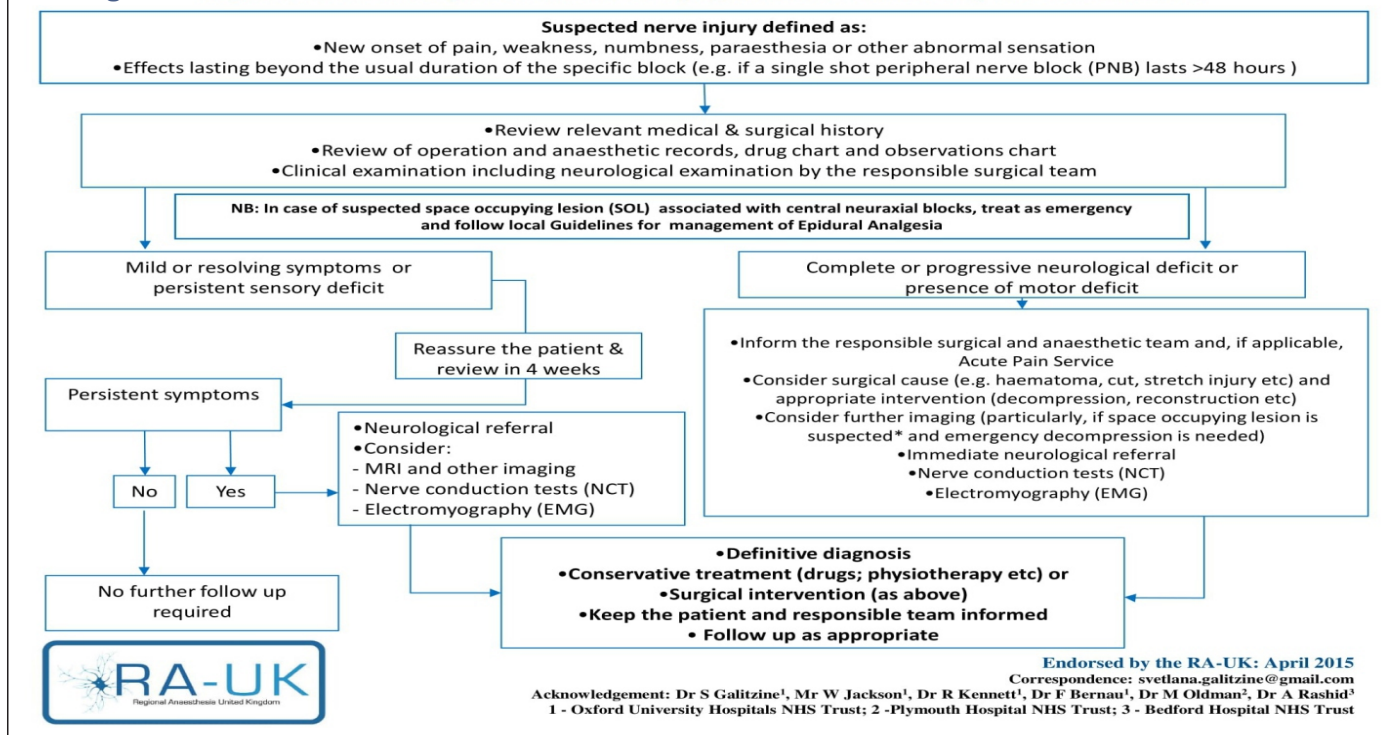 Suspected nerve injury defined as:
•New onset of pain, weakness, numbness, paraesthesia or other abnormal sensation
•Effects lasting beyond the usual duration of the specific block (e.g. if a single shot peripheral nerve block (PNB) lasts >48 hours )
•Review relevant medical & surgical history
•Review of operation and anaesthetic records, drug chart and observations chart
•Clinical examination including neurological examination by the responsible surgical team
NB: In case of suspected space occupying lesion (SOL) associated with central neuraxial blocks, treat as emergency
and follow local Guidelines for management of Epidural Analgesia
Mild or resolving symptoms or
persistent sensory deficit
Complete or progressive neurological deficit or
presence of motor deficit
Reassure the patient &
review in 4 weeks
•Inform the responsible surgical and anaesthetic team and, if applicable,
Acute Pain Service
•Consider surgical cause (e.g. haematoma, cut, stretch injury etc) and
appropriate intervention (decompression, reconstruction etc)
•Consider further imaging (particularly, if space occupying lesion is
suspected* and emergency decompression is needed)
•Immediate neurological referral
•Nerve conduction tests (NCT)
•Electromyography (EMG)
Persistent symptoms
No
Yes
•Neurological referral
•Consider:
- MRI and other imaging
- Nerve conduction tests (NCT)
- Electromyography (EMG)
No further follow up
required
•Definitive diagnosis
•Conservative treatment (drugs; physiotherapy etc) or
•Surgical intervention (as above)
•Keep the patient and responsible team informed
• Follow up as appropriate
RA-UK
Regional Anaesthesia United Kingdom
Endorsed by the RA-UK: April 2015
Correspondence: svetlana.galitzine@gmail.com
Acknowledgement: Dr S Galitzine¹, Mr W Jackson¹, Dr R Kennett¹, Dr F Bernau¹, Dr M Oldman², Dr A Rashid³
1 - Oxford University Hospitals NHS Trust; 2 -Plymouth Hospital NHS Trust; 3 - Bedford Hospital NHS Trust